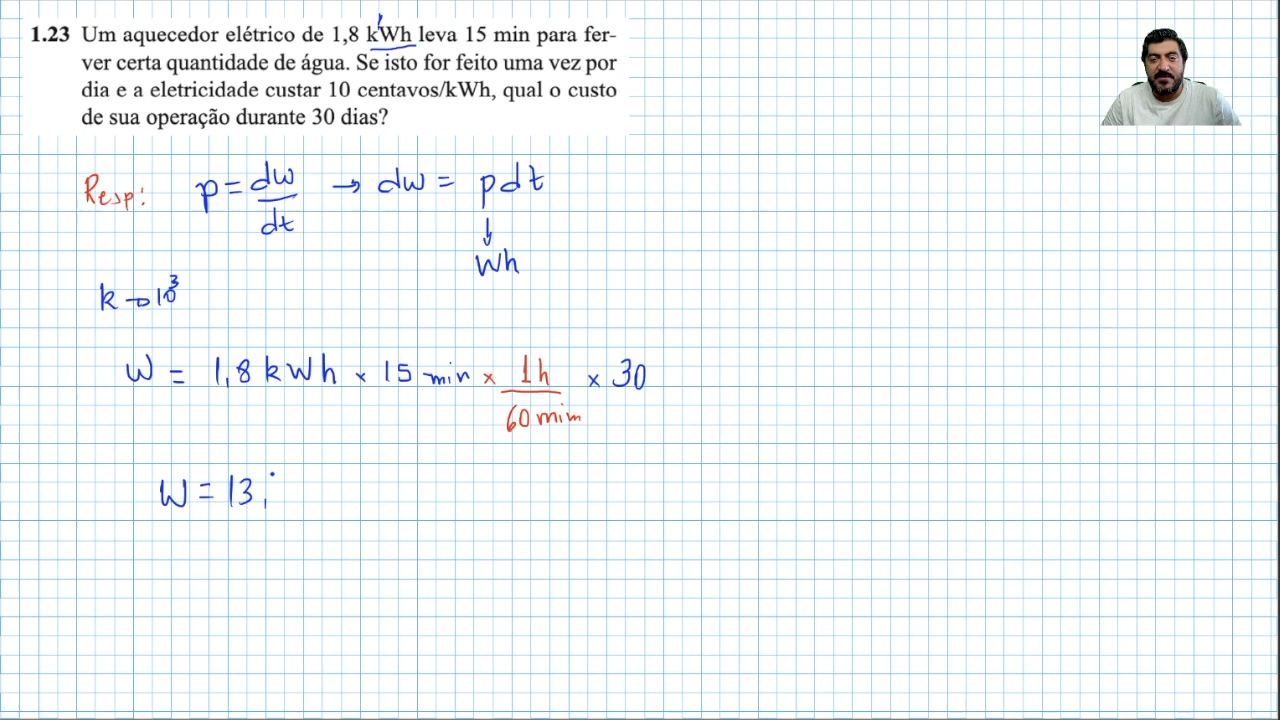 1.23 Um aquecedor elétrico de 1,8 kWh leva 15 min para fer-
ver certa quantidade de água. Se isto for feito uma vez por
dia e a eletricidade custar 10 centavos/kWh, qual o custo
de sua operação durante 30 dias?
Resp: p = dw/dt → dw = p dt
↓
Wh
k → 10³
W = 1,8 kWh × 15 min × 1h/60 min × 30
W = 13,